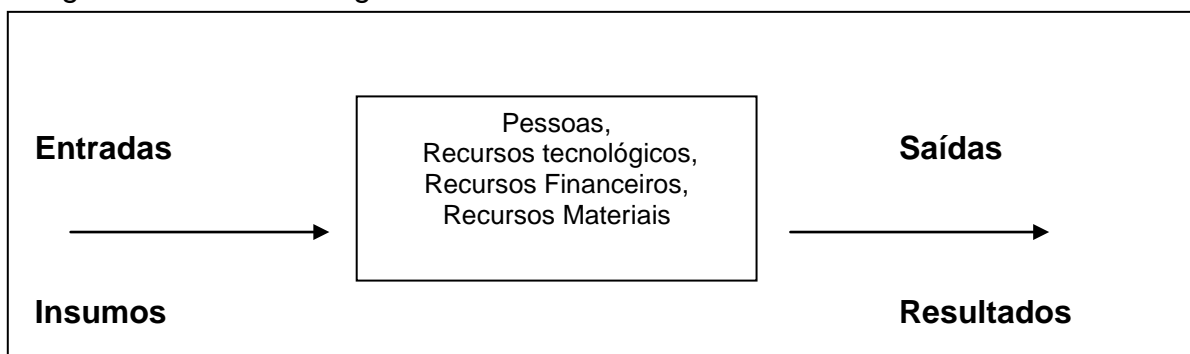 Entradas
Insumos
Pessoas,
Recursos tecnológicos,
Recursos Financeiros,
Recursos Materiais
Saídas
Resultados